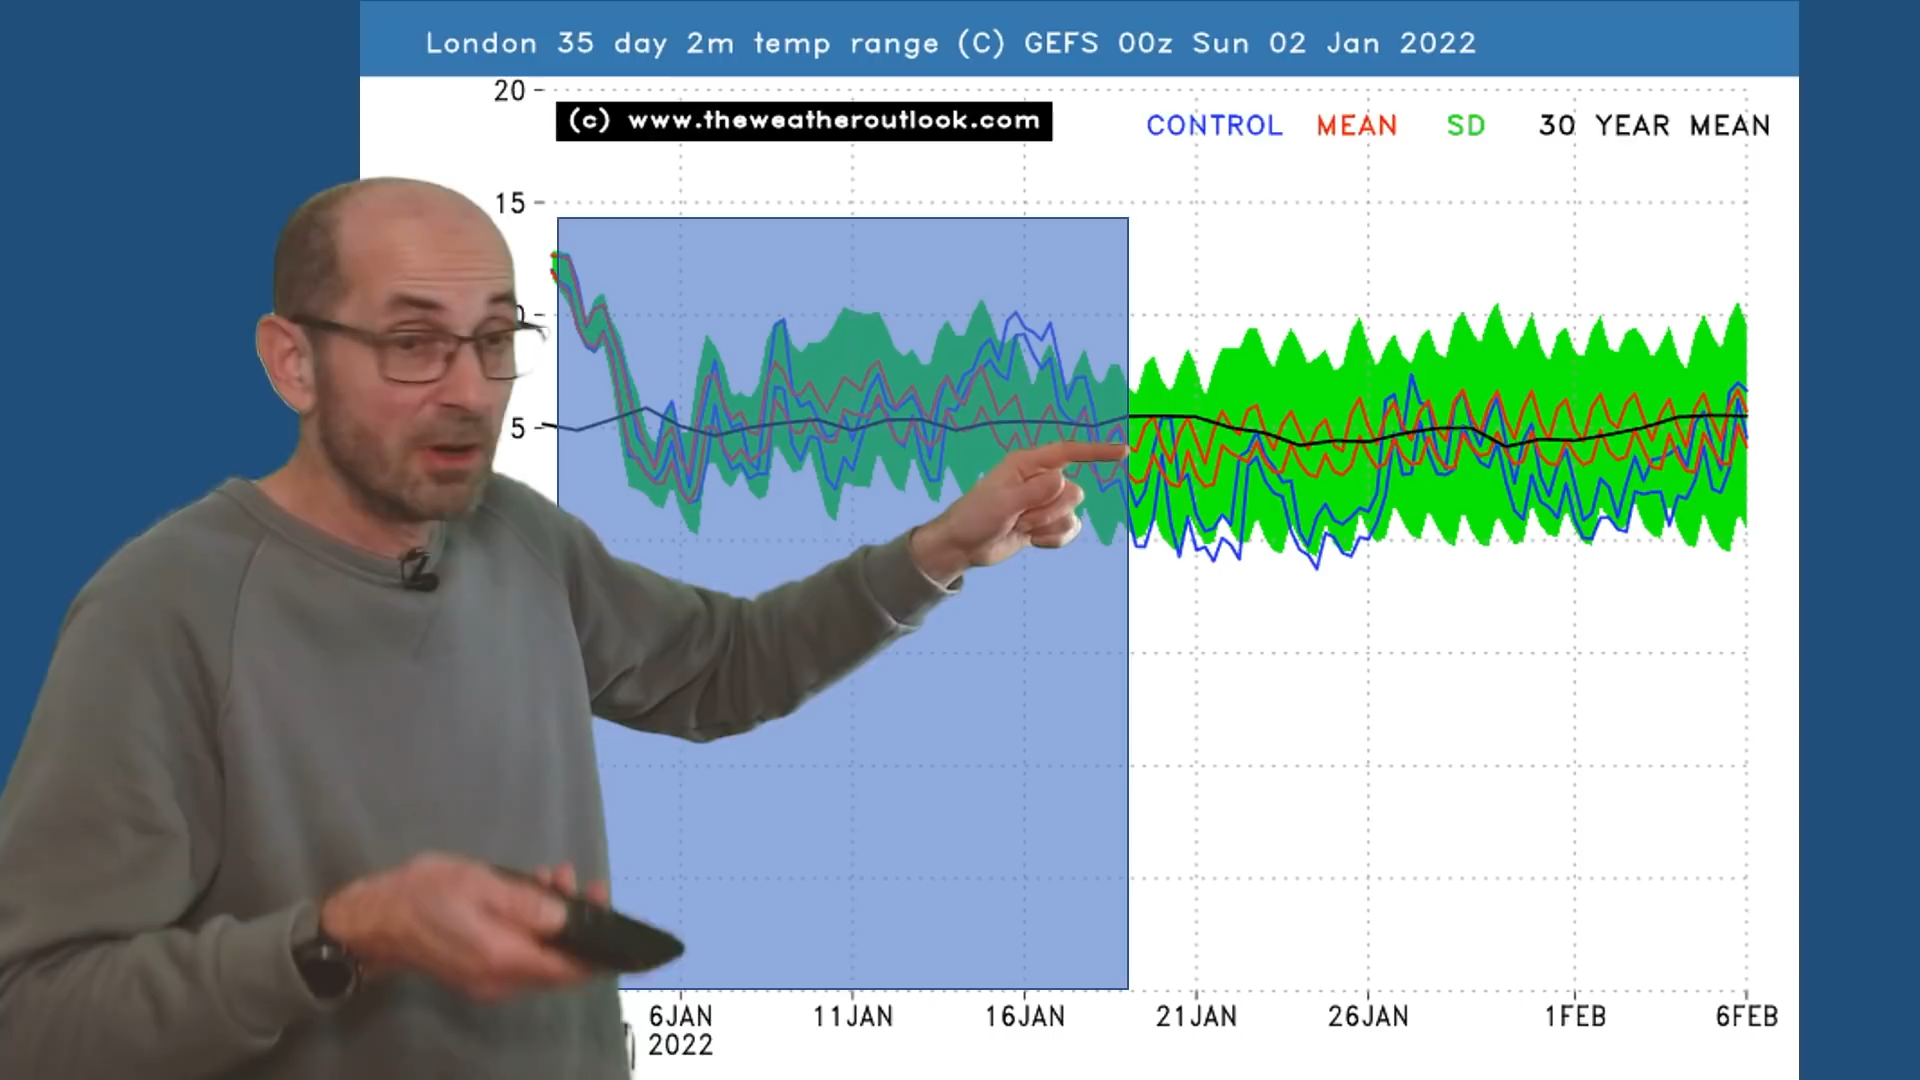 London 35 day 2m temp range (C) GEFS 00z Sun 02 Jan 2022
20
(c) www.theweatheroutlook.com
CONTROL MEAN SD 30 YEAR MEAN
15
5
6JAN 11JAN 16JAN 21JAN 26JAN 1FEB 6FEB
2022